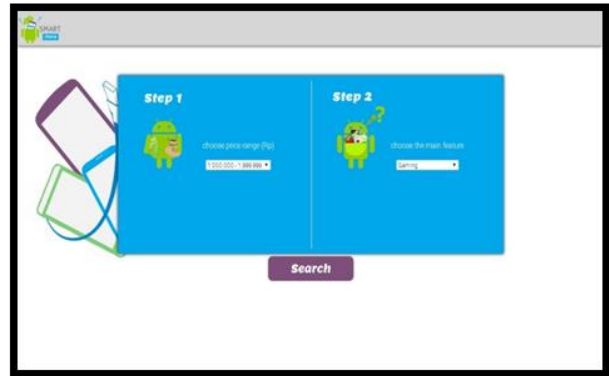 SMART
Step 1
choose price range (Rp)
1.000.000 - 1.999.999
Step 2
choose the main feature
Gaming
Search